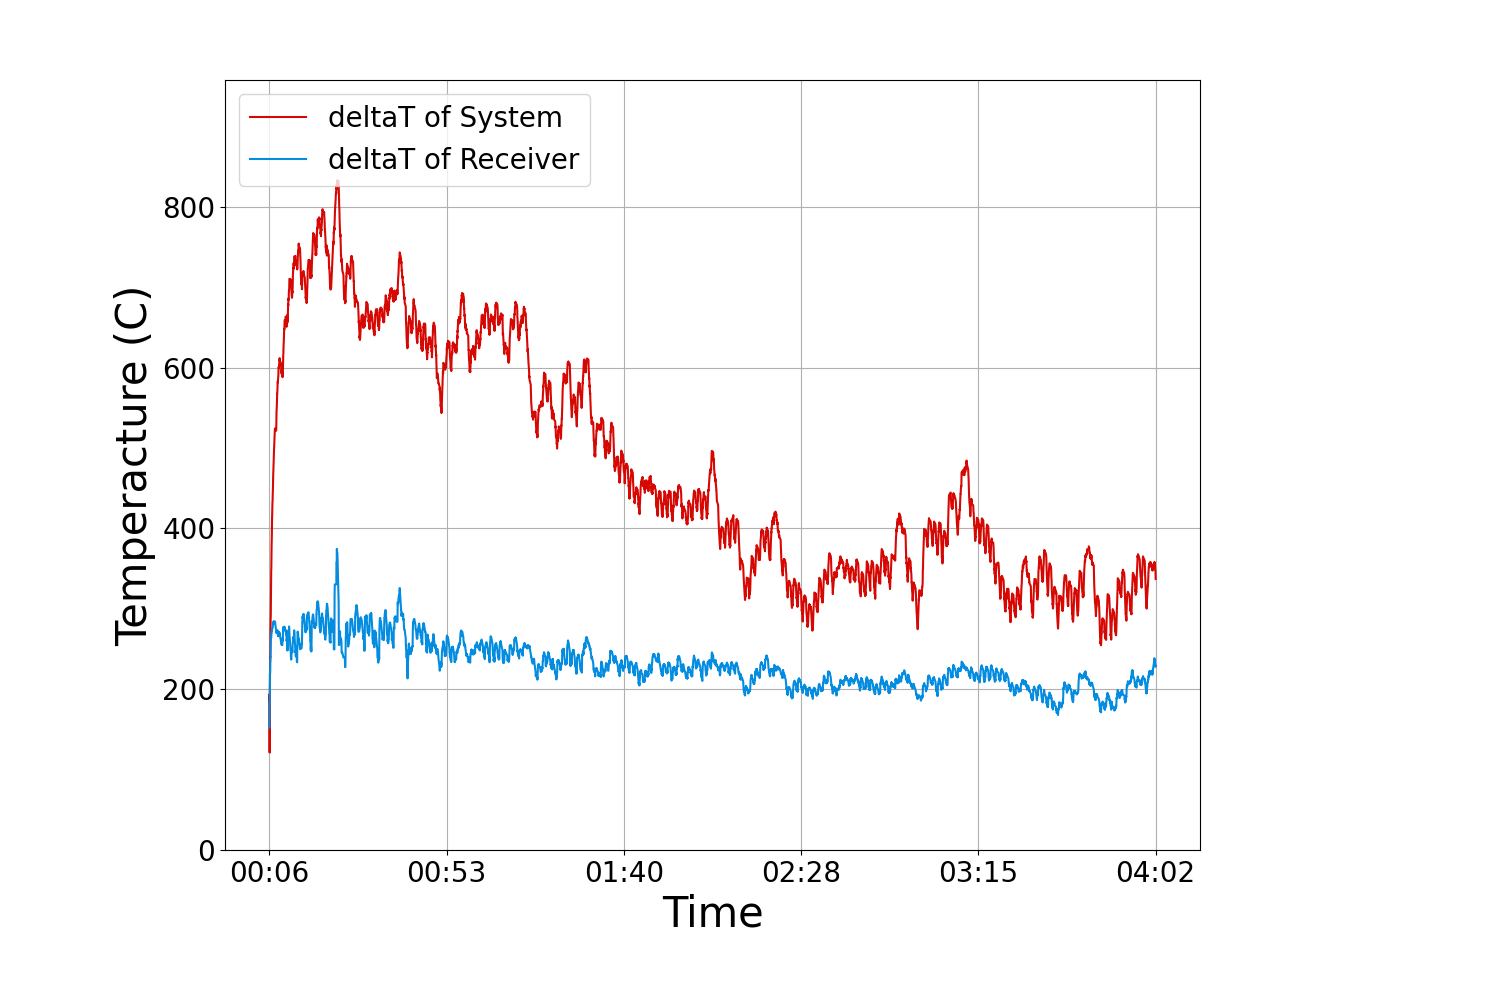 deltaT of System
deltaT of Receiver
800
600
400
200
0
Temperacture (C)
00:06 00:53 01:40 02:28 03:15 04:02
Time